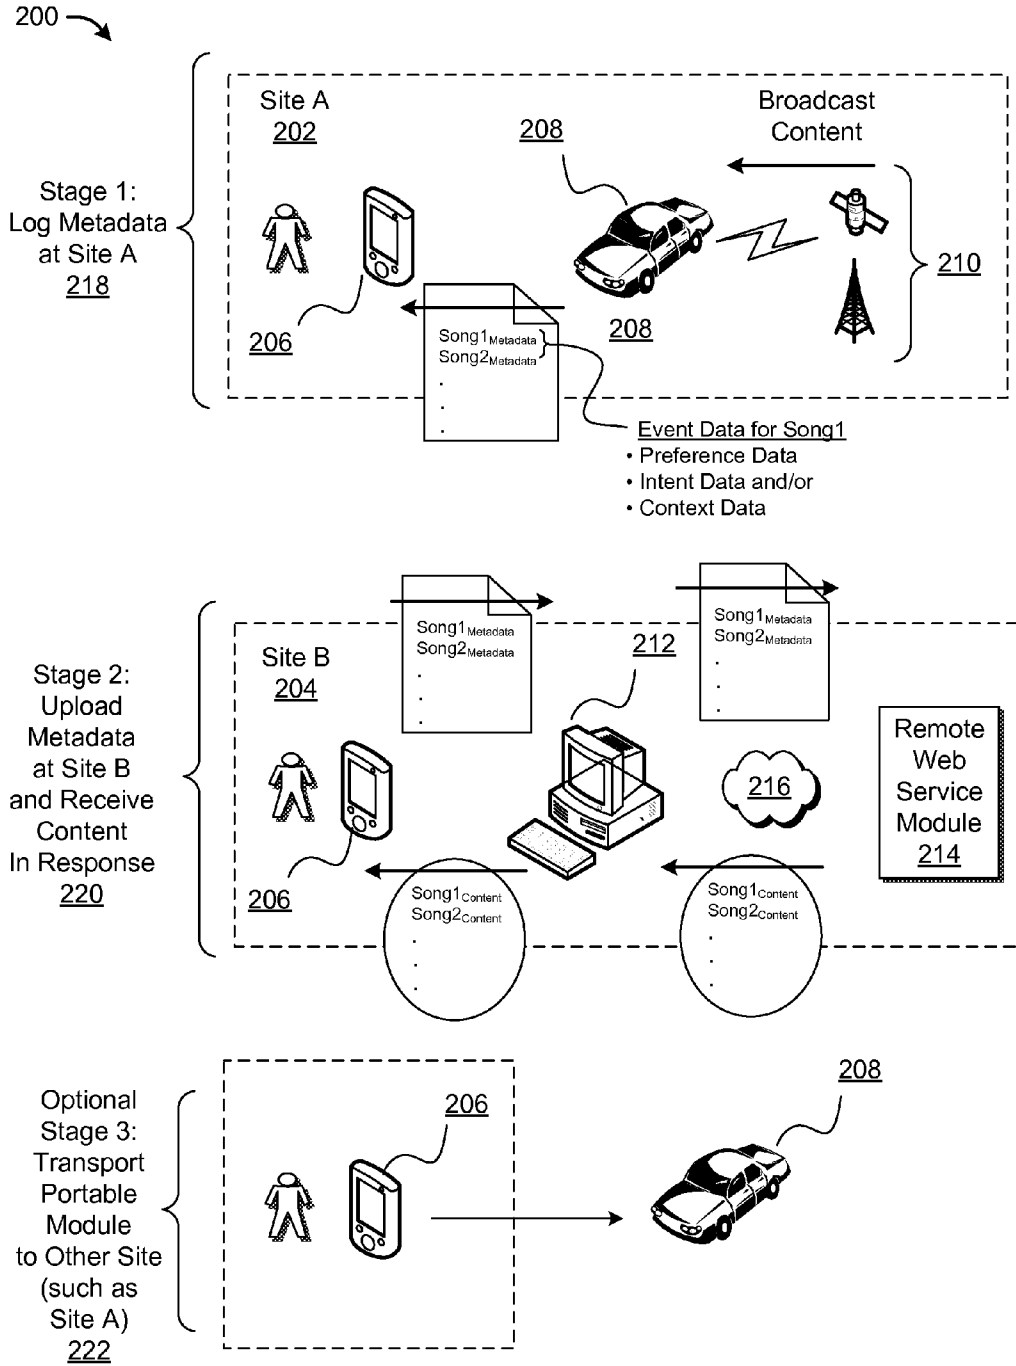 200
Stage 1:
Log Metadata
at Site A
218
Site A
202
206
208
208
Broadcast
Content
210
Song1Metadata
Song2Metadata
.
.
.
Event Data for Song1
• Preference Data
• Intent Data and/or
• Context Data
Stage 2:
Upload
Metadata
at Site B
and Receive
Content
In Response
220
Site B
204
206
Song1Metadata
Song2Metadata
.
.
.
212
Song1Metadata
Song2Metadata
.
.
.
216
Remote
Web
Service
Module
214
Song1Content
Song2Content
.
.
.
Song1Content
Song2Content
.
.
.
Optional
Stage 3:
Transport
Portable
Module
to Other Site
(such as
Site A)
222
206
208